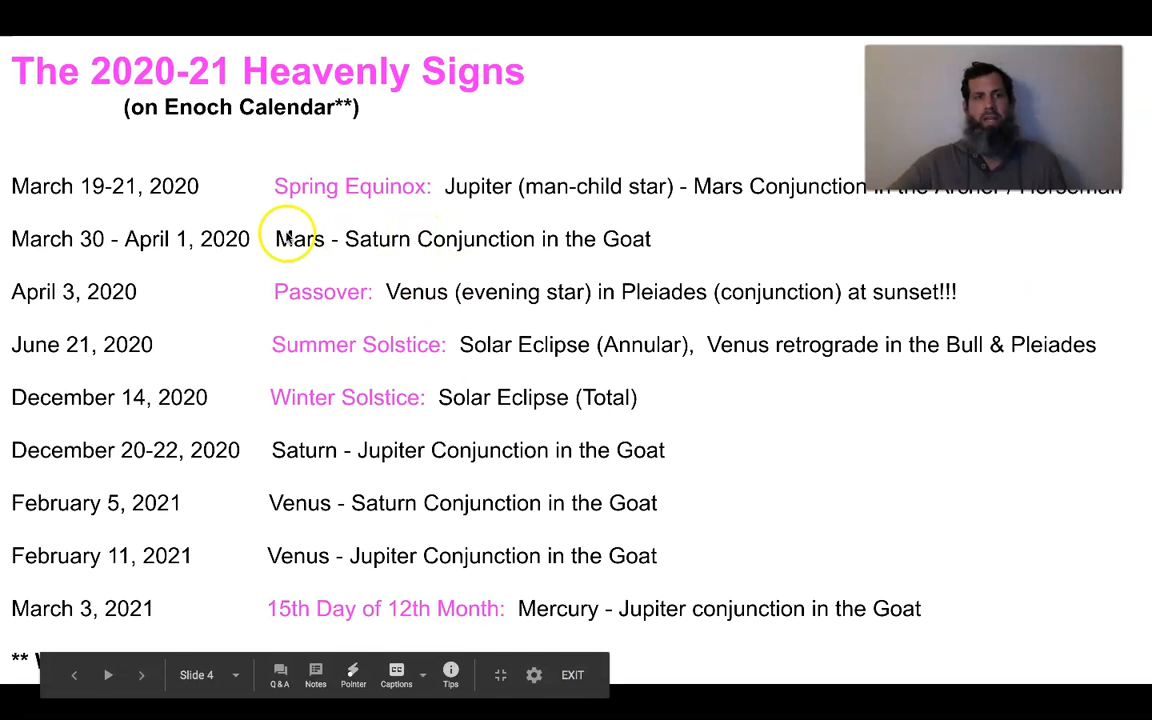 The 2020-21 Heavenly Signs
(on Enoch Calendar**)
March 19-21, 2020 Spring Equinox: Jupiter (man-child star) - Mars Conjunction
March 30 - April 1, 2020 Mars - Saturn Conjunction in the Goat
April 3, 2020 Passover: Venus (evening star) in Pleiades (conjunction) at sunset!!!
June 21, 2020 Summer Solstice: Solar Eclipse (Annular), Venus retrograde in the Bull & Pleiades
December 14, 2020 Winter Solstice: Solar Eclipse (Total)
December 20-22, 2020 Saturn - Jupiter Conjunction in the Goat
February 5, 2021 Venus - Saturn Conjunction in the Goat
February 11, 2021 Venus - Jupiter Conjunction in the Goat
March 3, 2021 15th Day of 12th Month: Mercury - Jupiter conjunction in the Goat
**
Slide 4 Q&A Notes Pointer Captions Tips EXIT